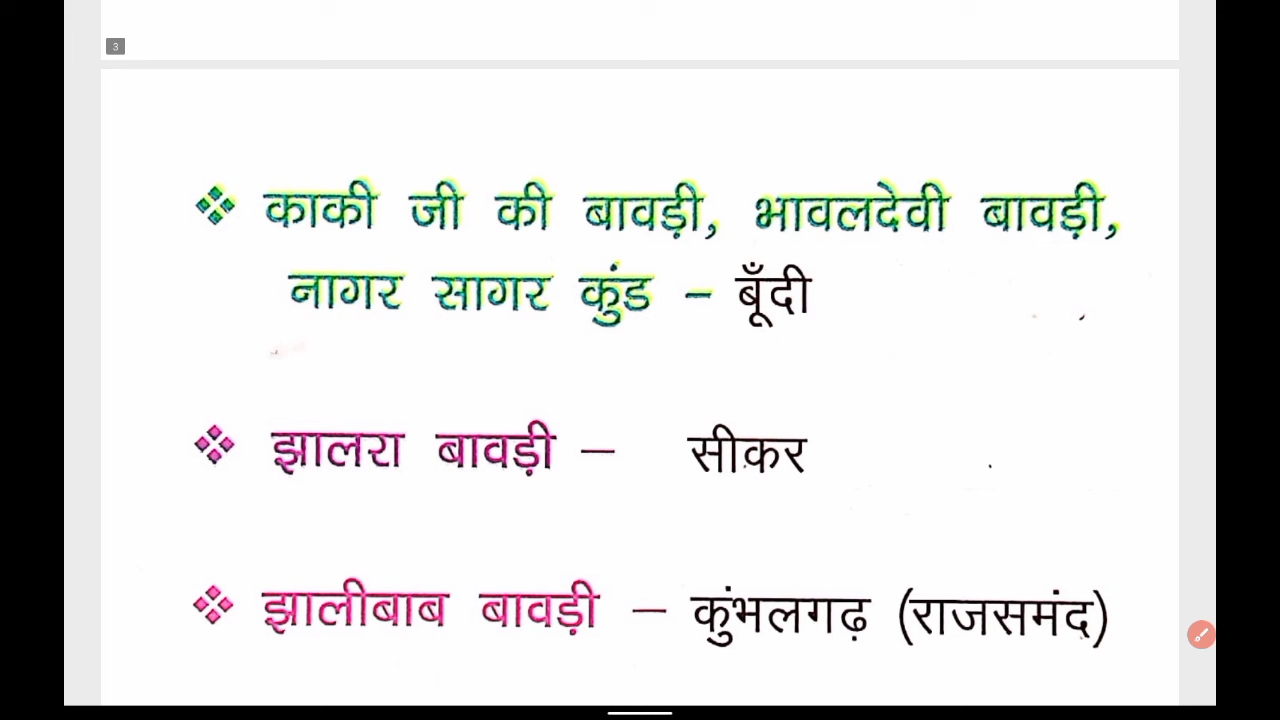 3
❖ काकी जी की बावड़ी, भावलदेवी बावड़ी,
नागर सागर कुंड – बूँदी
❖ झालरा बावड़ी – सीकर
❖ झालीबाब बावड़ी – कुंभलगढ़ (राजसमंद)